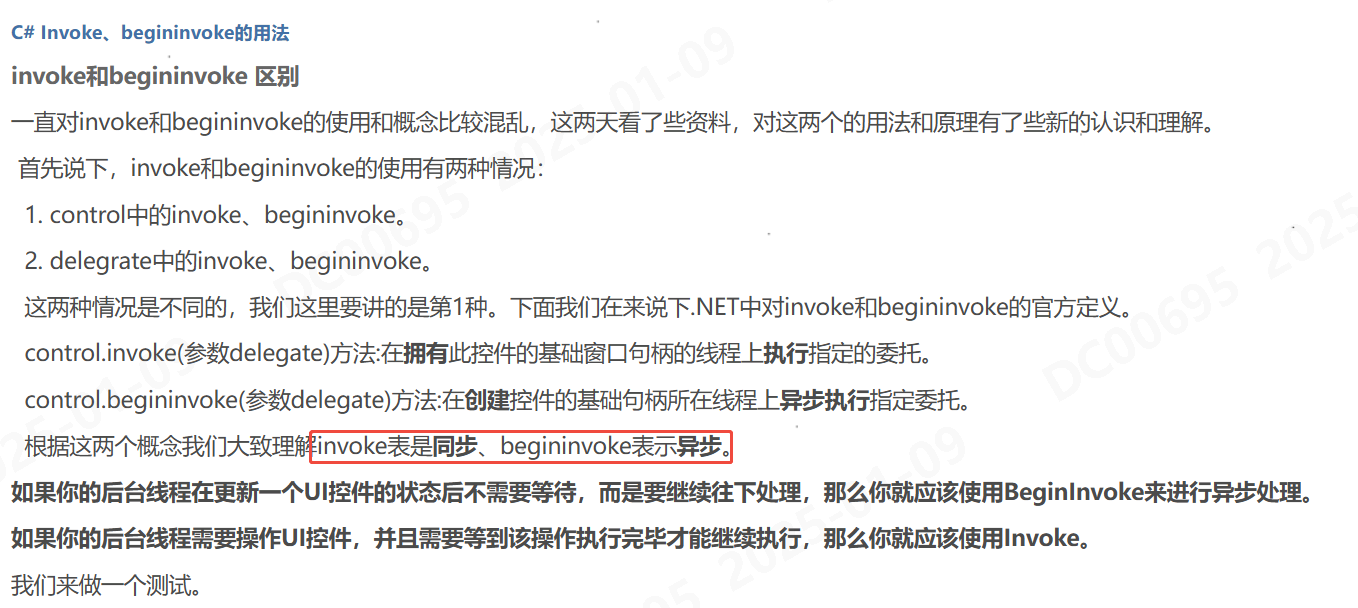 C# Invoke、begininvoke的用法
invoke和begininvoke 区别
一直对invoke和begininvoke的使用和概念比较混乱，这两天看了些资料，对这两个的用法和原理有了些新的认识和理解。
首先说下，invoke和begininvoke的使用有两种情况：
1. control中的invoke、begininvoke。
2. delegrate中的invoke、begininvoke。
这两种情况是不同的，我们这里要讲的是第1种。下面我们在来说下.NET中对invoke和begininvoke的官方定义。
control.invoke(参数delegate)方法:在拥有此控件的基础窗口句柄的线程上执行指定的委托。
control.begininvoke(参数delegate)方法:在创建控件的基础句柄所在线程上异步执行指定委托。
根据这两个概念我们大致理解invoke表是同步、begininvoke表示异步。
如果你的后台线程在更新一个UI控件的状态后不需要等待，而是要继续往下处理，那么你就应该使用BeginInvoke来进行异步处理。
如果你的后台线程需要操作UI控件，并且需要等到该操作执行完毕才能继续执行，那么你就应该使用Invoke。
我们来做一个测试。
DC00695 2025-01-09
DC00695 2025
2025-01-09
2025-01-09